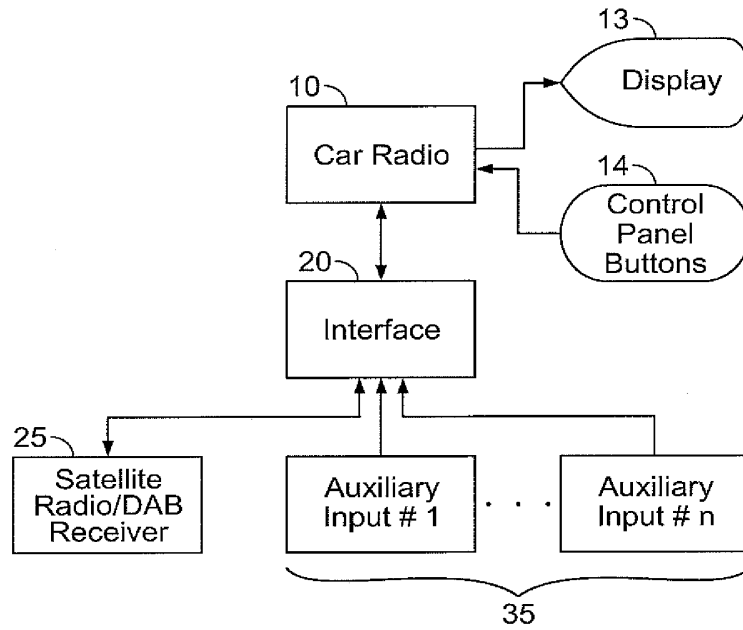 13
Display
10
Car Radio
14
Control
Panel
Buttons
20
Interface
25
Satellite
Radio/DAB
Receiver
Auxiliary
Input # 1
. . .
Auxiliary
Input # n
35